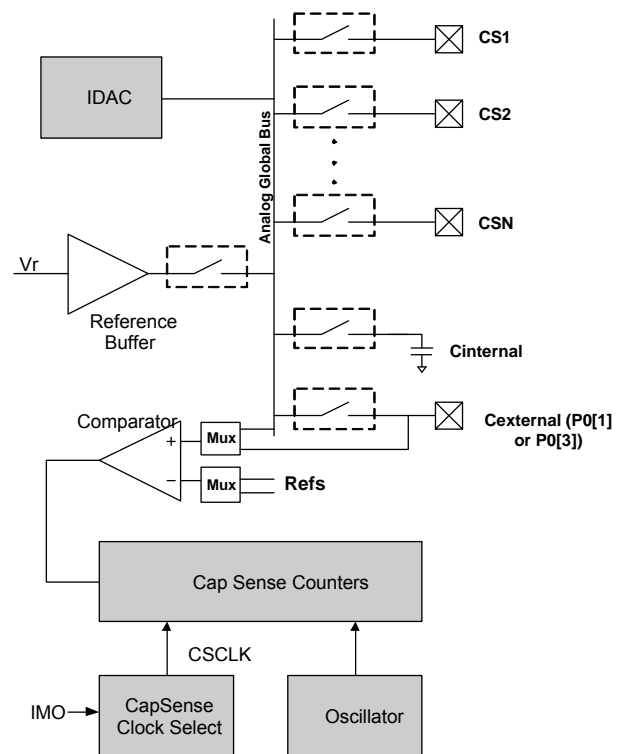 CS1
IDAC
CS2
Analog Global Bus
CSN
Vr
Reference
Buffer
Cinternal
Comparator
Mux
Cexternal (P0[1]
or P0[3])
+
−
Mux
Refs
Cap Sense Counters
CSCLK
IMO
CapSense
Clock Select
Oscillator